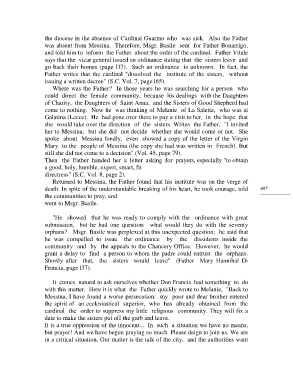 the diocese in the absence of Cardinal Guarino who was sick. Also the Father
was absent from Messina. Therefore, Msgr. Basile sent for Father Bonarrigo,
and told him to inform the Father about the order of the cardinal. Father Vitale
says that the vicar general issued an ordinance stating that the sisters leave and
go back their homes (page 137). Such an ordinance is unknown. In fact, the
Father writes that the cardinal "dissolved the institute of the sisters, without
issuing a written decree" (S.C. Vol. 7, page 165).
Where was the Father? In those years he was searching for a person who
could direct the female community, because his dealings with the Daughters
of Charity, the Daughters of Saint Anna, and the Sisters of Good Shepherd had
come to nothing. Now he was thinking of Melanie of La Salette, who was at
Galatina (Lecce). He had gone over there to pay a visit to her, in the hope that
she would take over the direction of the sisters. Writes the Father, "I invited
her to Messina, but she did not decide whether she would come or not. She
spoke about Messina fondly, even showed a copy of the letter of the Virgin
Mary to the people of Messina (the copy she had was written in French). But
still she did not come to a decision" (Vol. 45, page 79).
Then the Father handed her a letter asking for prayers, especially "to obtain
a good, holy, humble, expert, smart, fit
directress" (S.C. Vol. 8, page 2).
Returned to Messina, the Father found that his institute was on the verge of
death. In spite of the understandable breaking of his heart, he took courage, told
the communities to pray, and
went to Msgr. Basile.
"He showed that he was ready to comply with the ordinance with great
submission, but he had one question: what would they do with the seventy
orphans? Msgr. Basile was perplexed at this unexpected question; he said that
he was compelled to issue the ordinance by the dissidents inside the
community and by the appeals to the Chancery Office. However, he would
grant a delay to find a person to whom the padre could entrust the orphans.
Shortly after that, the sisters would leave" (Father Mary Hannibal Di
Francia, page 137).
It comes natural to ask ourselves whether Don Francis had something to do
with this matter. Here it is what the Father quickly wrote to Melanie, "Back to
Messina, I have found a worse persecution: my poor and dear brother entered
the spirit of an ecclesiastical superior, who has already obtained from the
cardinal the order to suppress my little religious community. They will fix a
date to make the sisters put off the garb and leave.
It is a true oppression of the innocent... In such a situation we have no means,
but prayer! And we have begun praying so much. Please deign to join us. We are
in a critical situation. Our matter is the talk of the city, and the authorities want